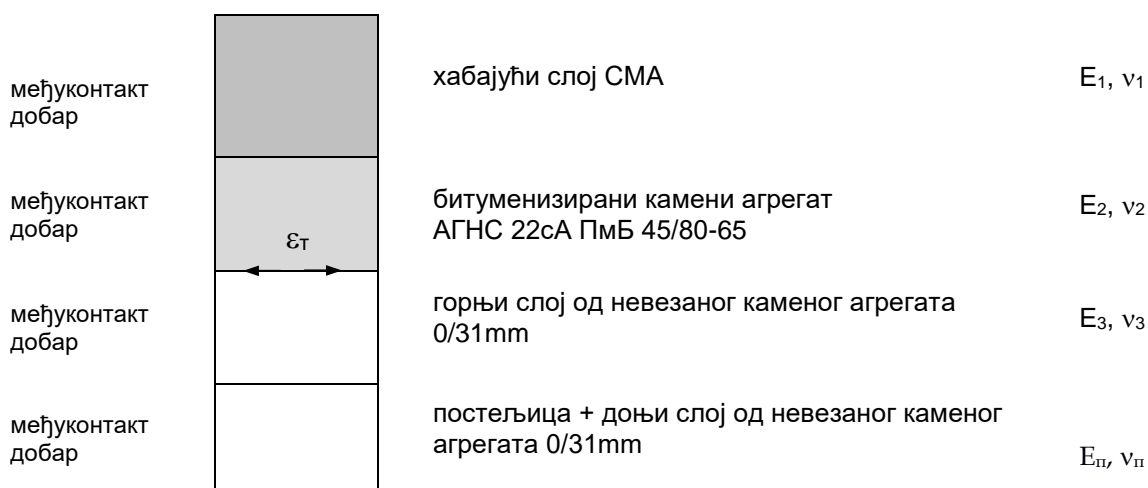 међуконтакт
добар
хабајући слој СМА
E₁, ν₁
међуконтакт
добар
битуменизирани камени агрегат
АГНС 22сА ПмБ 45/80-65
E₂, ν₂
εT
међуконтакт
добар
горњи слој од невезаног каменог агрегата
0/31mm
E₃, ν₃
међуконтакт
добар
постељица + доњи слој од невезаног каменог
агрегата 0/31mm
Eп, νп